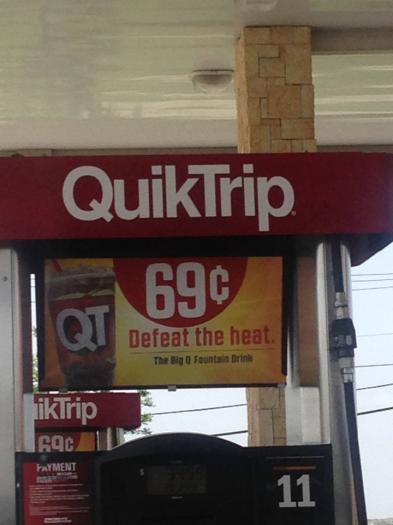 QuikTrip
69¢
QT
Defeat the heat.
The Big Q Fountain Drink
ikTrip
69¢
PAYMENT
$
11